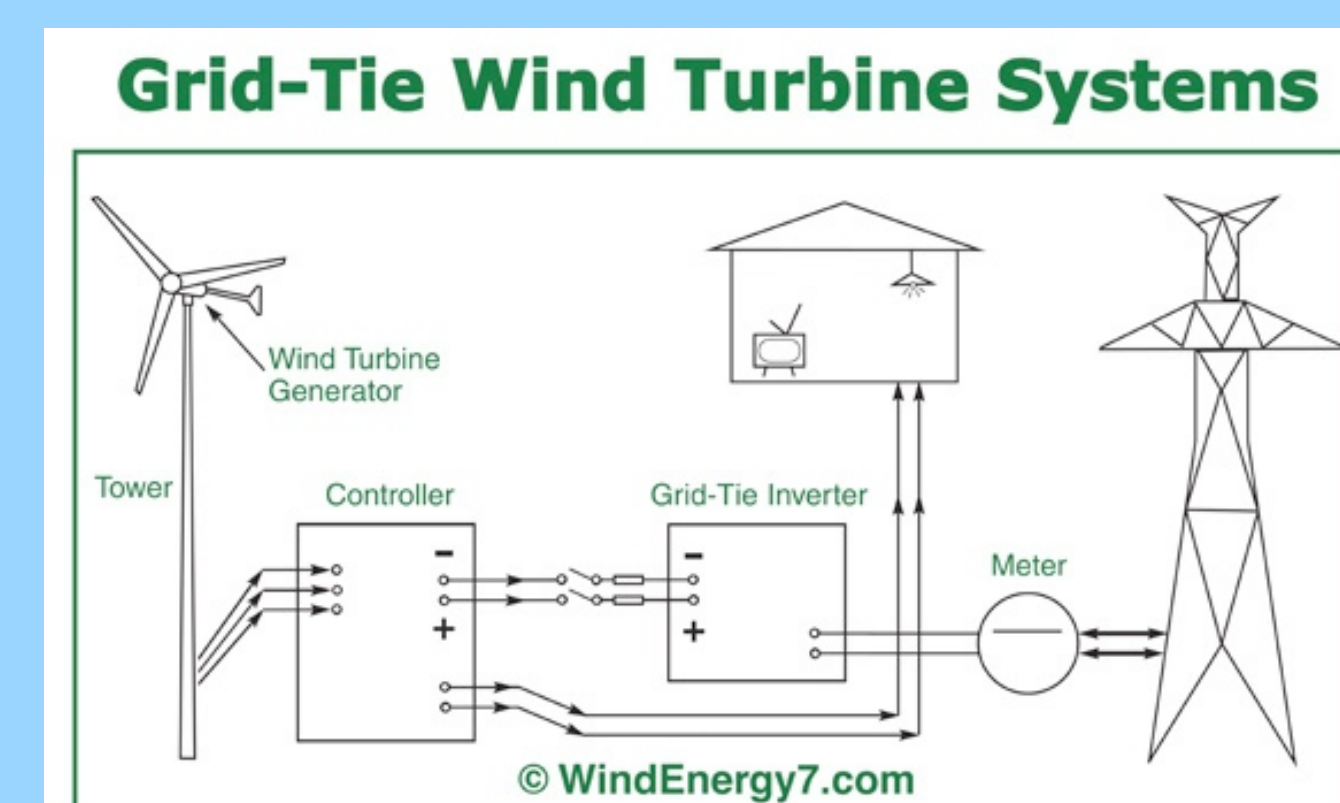 Grid-Tie Wind Turbine Systems
Wind Turbine
Generator
Tower
Controller
Grid-Tie Inverter
Meter
-
+
-
+
© WindEnergy7.com